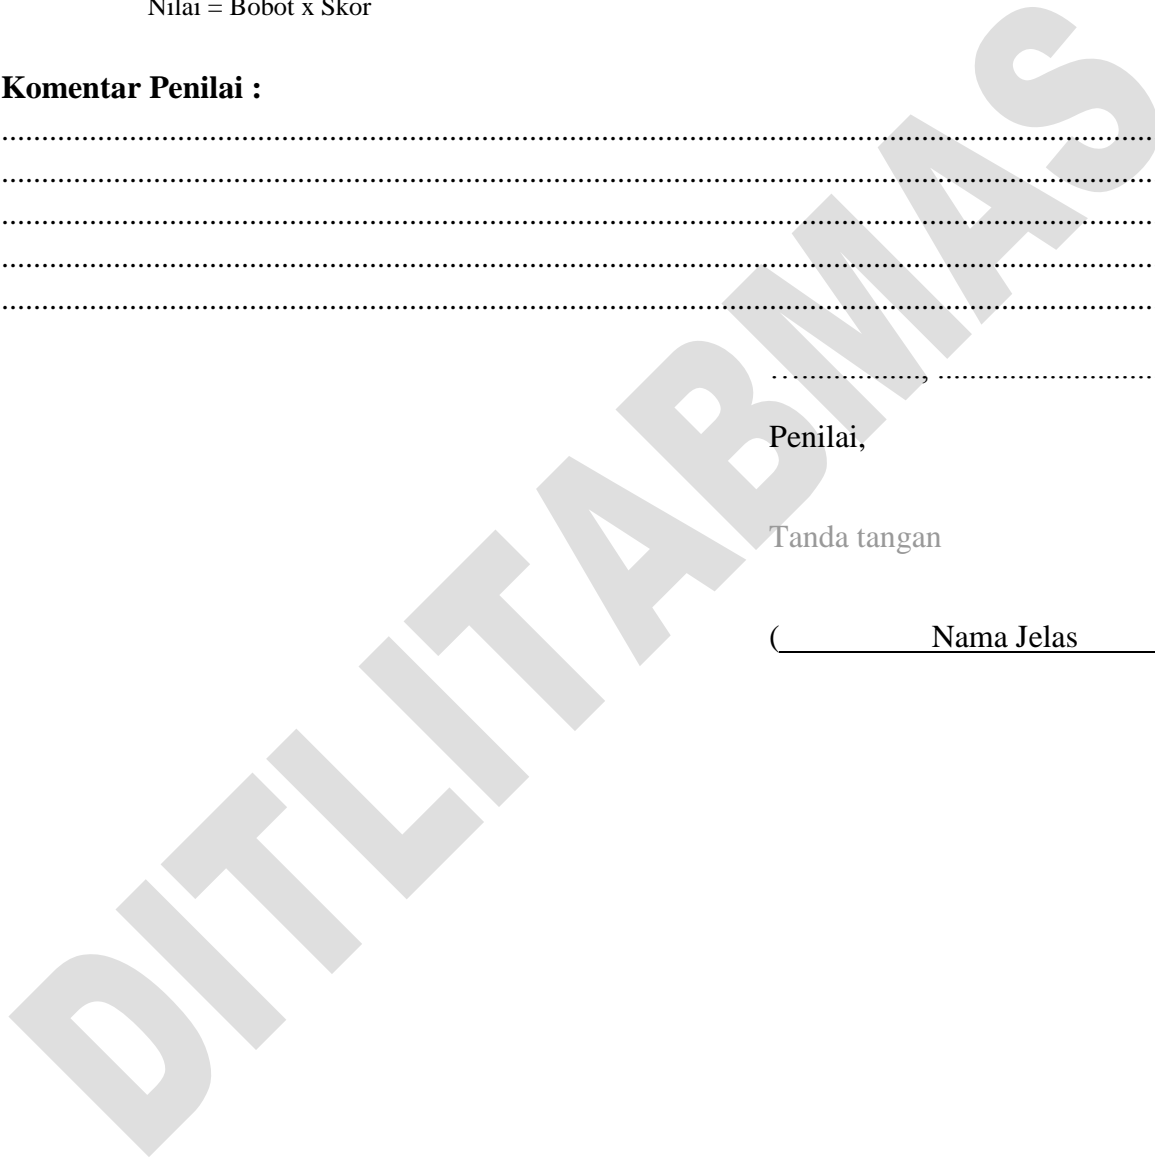 Nilai = Bobot x Skor
Komentar Penilai :
................................................................................................................................................
................................................................................................................................................
................................................................................................................................................
................................................................................................................................................
................................................................................................................................................
…................, ...........................
Penilai,
Tanda tangan
( Nama Jelas
DITLITABMAS